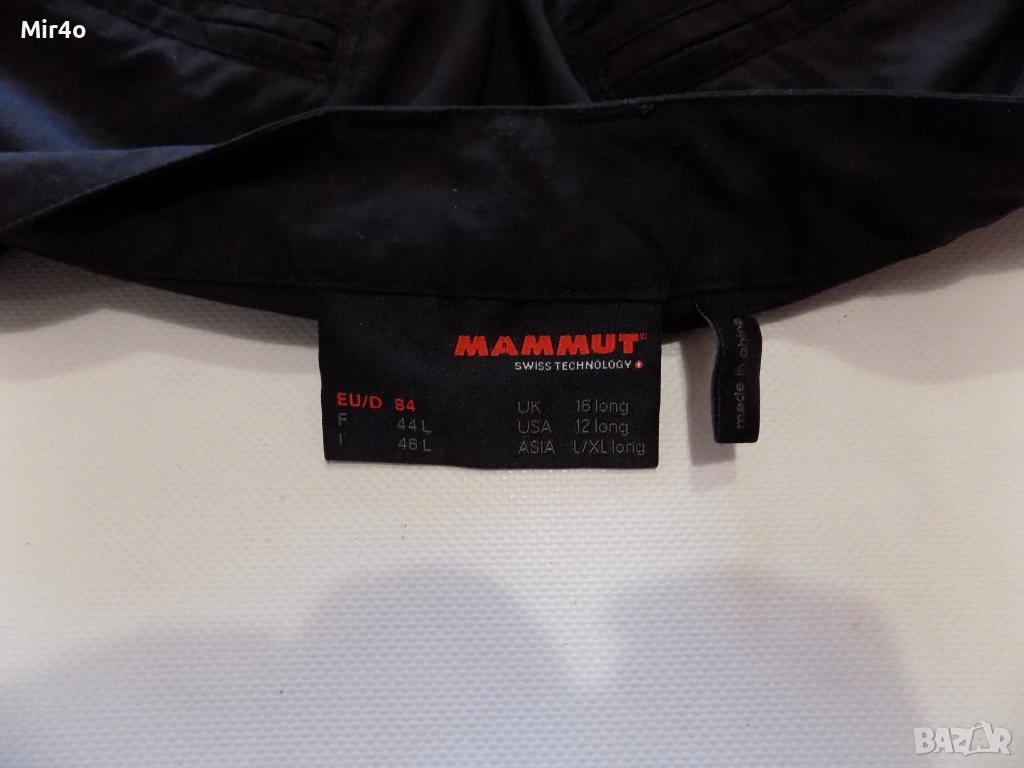 Mir4o
MAMMUT®
SWISS TECHNOLOGY
EU/D 84
F 44 L
I 46 L
UK 16 long
USA 12 long
ASIA L/XL long
made in china
BAZAR